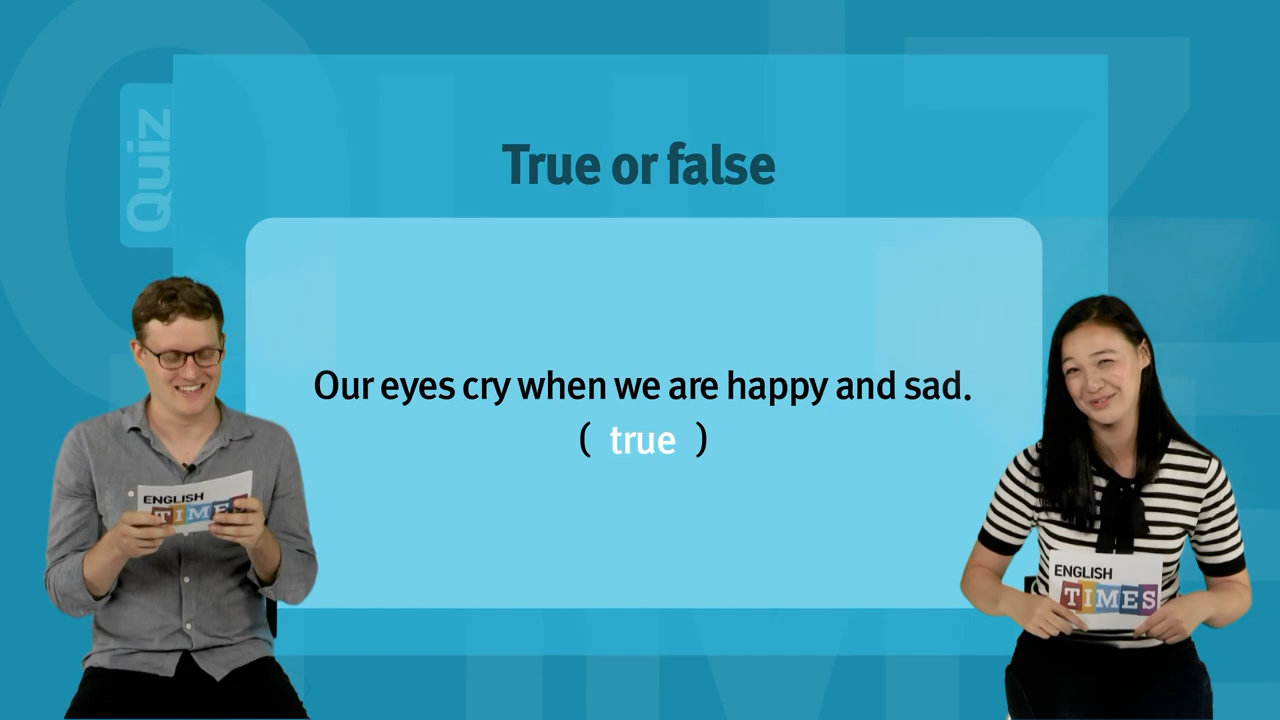 Quiz
True or false
Our eyes cry when we are happy and sad.
( true )
ENGLISH
TIMES
ENGLISH
TIMES